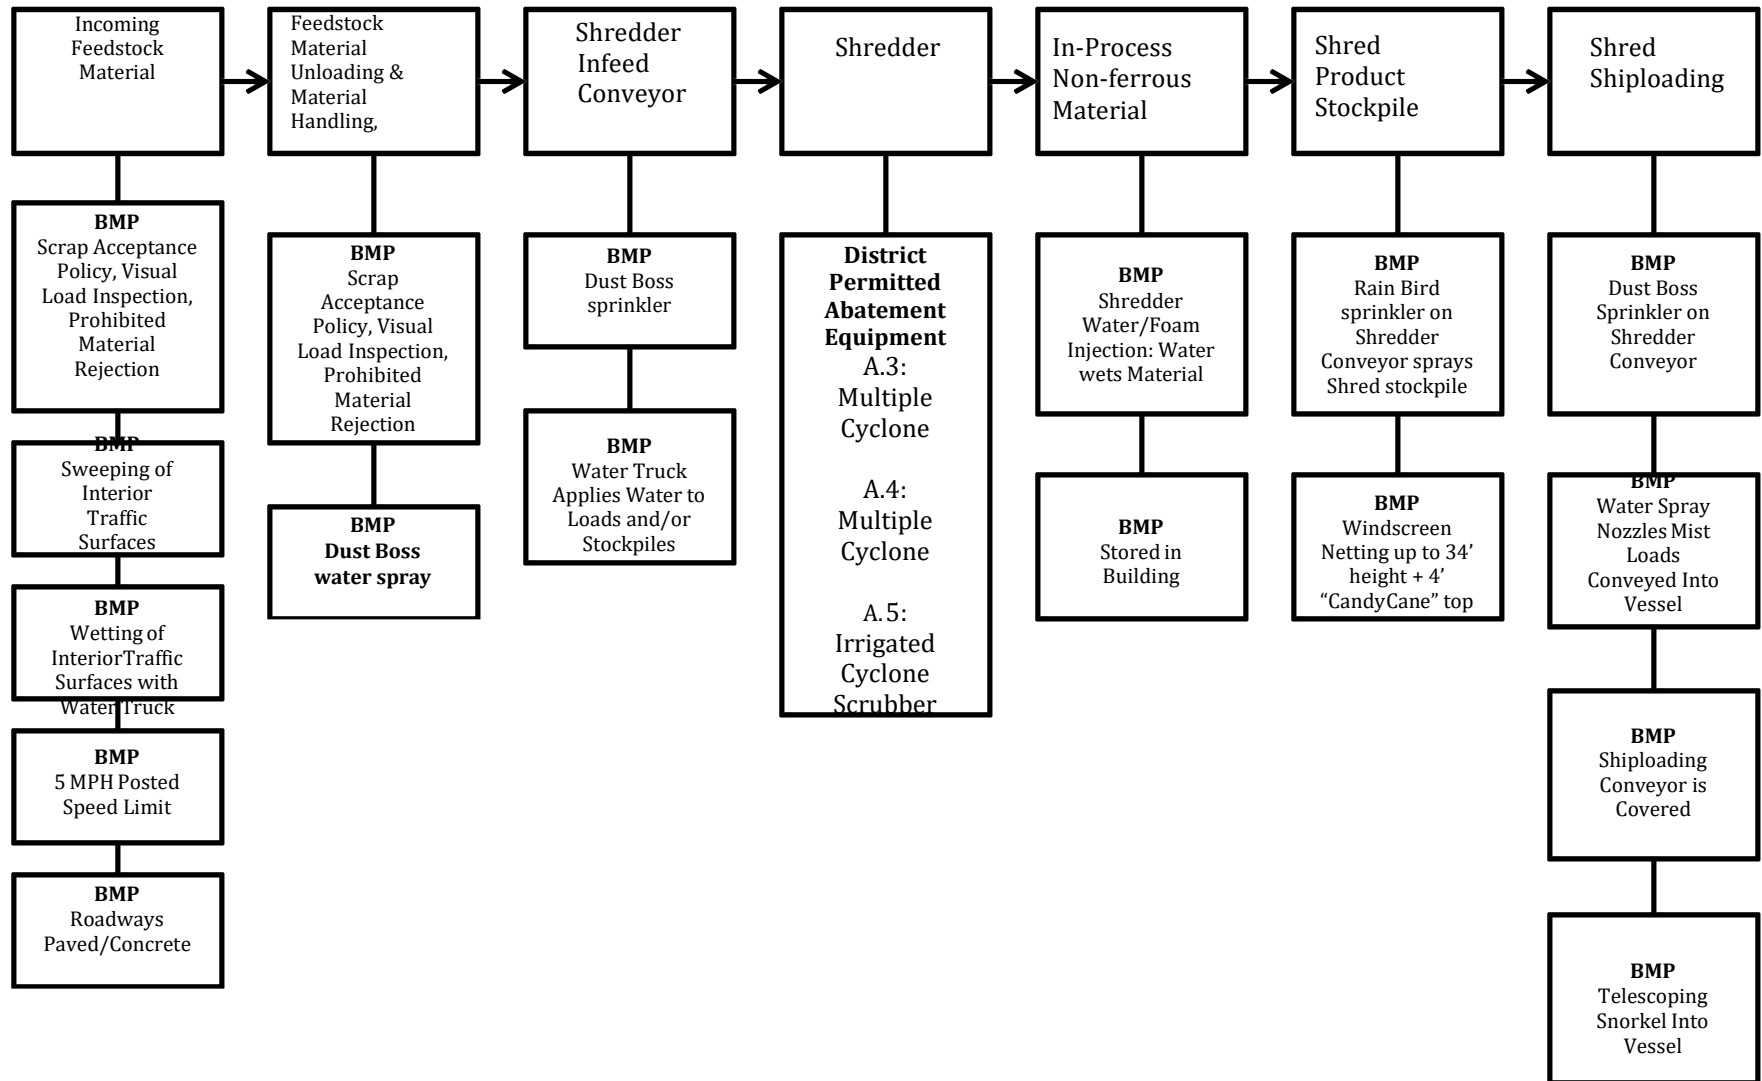 Incoming
Feedstock
Material
Feedstock
Material
Unloading &
Material
Handling,
Shredder
Infeed
Conveyor
Shredder
In-Process
Non-ferrous
Material
Shred
Product
Stockpile
Shred
Shiploading
BMP
Scrap Acceptance
Policy, Visual
Load Inspection,
Prohibited
Material
Rejection
BMP
Sweeping of
Interior
Traffic
Surfaces
BMP
Wetting of
InteriorTraffic
Surfaces with
Water Truck
BMP
5 MPH Posted
Speed Limit
BMP
Roadways
Paved/Concrete
BMP
Scrap
Acceptance
Policy, Visual
Load Inspection,
Prohibited
Material
Rejection
BMP
Dust Boss
water spray
BMP
Dust Boss
sprinkler
BMP
Water Truck
Applies Water to
Loads and/or
Stockpiles
District
Permitted
Abatement
Equipment
A.3:
Multiple
Cyclone
A.4:
Multiple
Cyclone
A.5:
Irrigated
Cyclone
Scrubber
BMP
Shredder
Water/Foam
Injection: Water
wets Material
BMP
Stored in
Building
BMP
Rain Bird
sprinkler on
Shredder
Conveyor sprays
Shred stockpile
BMP
Windscreen
Netting up to 34’
height + 4’
“CandyCane” top
BMP
Dust Boss
Sprinkler on
Shredder
Conveyor
BMP
Water Spray
Nozzles Mist
Loads
Conveyed Into
Vessel
BMP
Shiploading
Conveyor is
Covered
BMP
Telescoping
Snorkel Into
Vessel